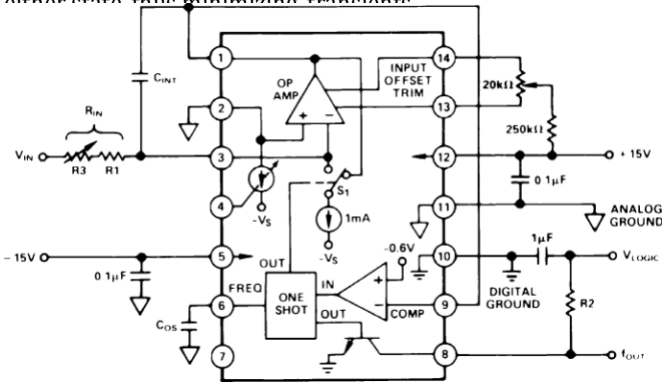 1
14
OP
AMP
INPUT
OFFSET
TRIM
20kΩ
CINT
2
13
RIN
+
−
250kΩ
VIN
R3
R1
3
12
+ 15V
S1
0 1μF
4
1mA
11
ANALOG
GROUND
-VS
-VS
1μF
− 15V
5
OUT
-0.6V
10
VLOGIC
0 1μF
DIGITAL
GROUND
FREQ
IN
+
6
ONE
SHOT
−
9
R2
COS
OUT
COMP
7
8
fOUT